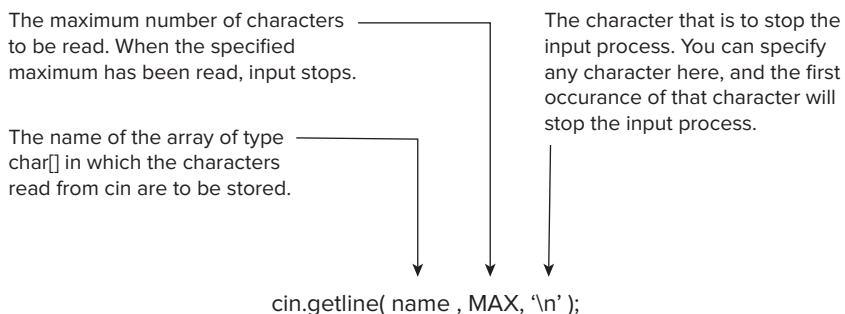 The maximum number of characters
to be read. When the specified
maximum has been read, input stops.
The name of the array of type
char[] in which the characters
read from cin are to be stored.
The character that is to stop the
input process. You can specify
any character here, and the first
occurance of that character will
stop the input process.
cin.getline( name , MAX, ‘\n’ );